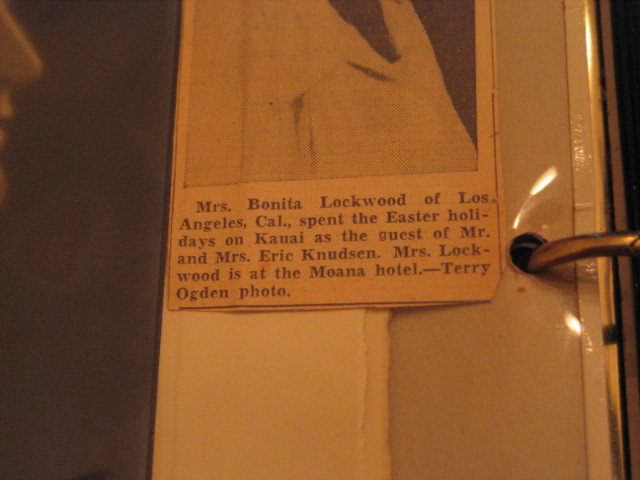 Mrs. Bonita Lockwood of Los
Angeles, Cal., spent the Easter holi-
days on Kauai as the guest of Mr.
and Mrs. Eric Knudsen. Mrs. Lock-
wood is at the Moana hotel.—Terry
Ogden photo.